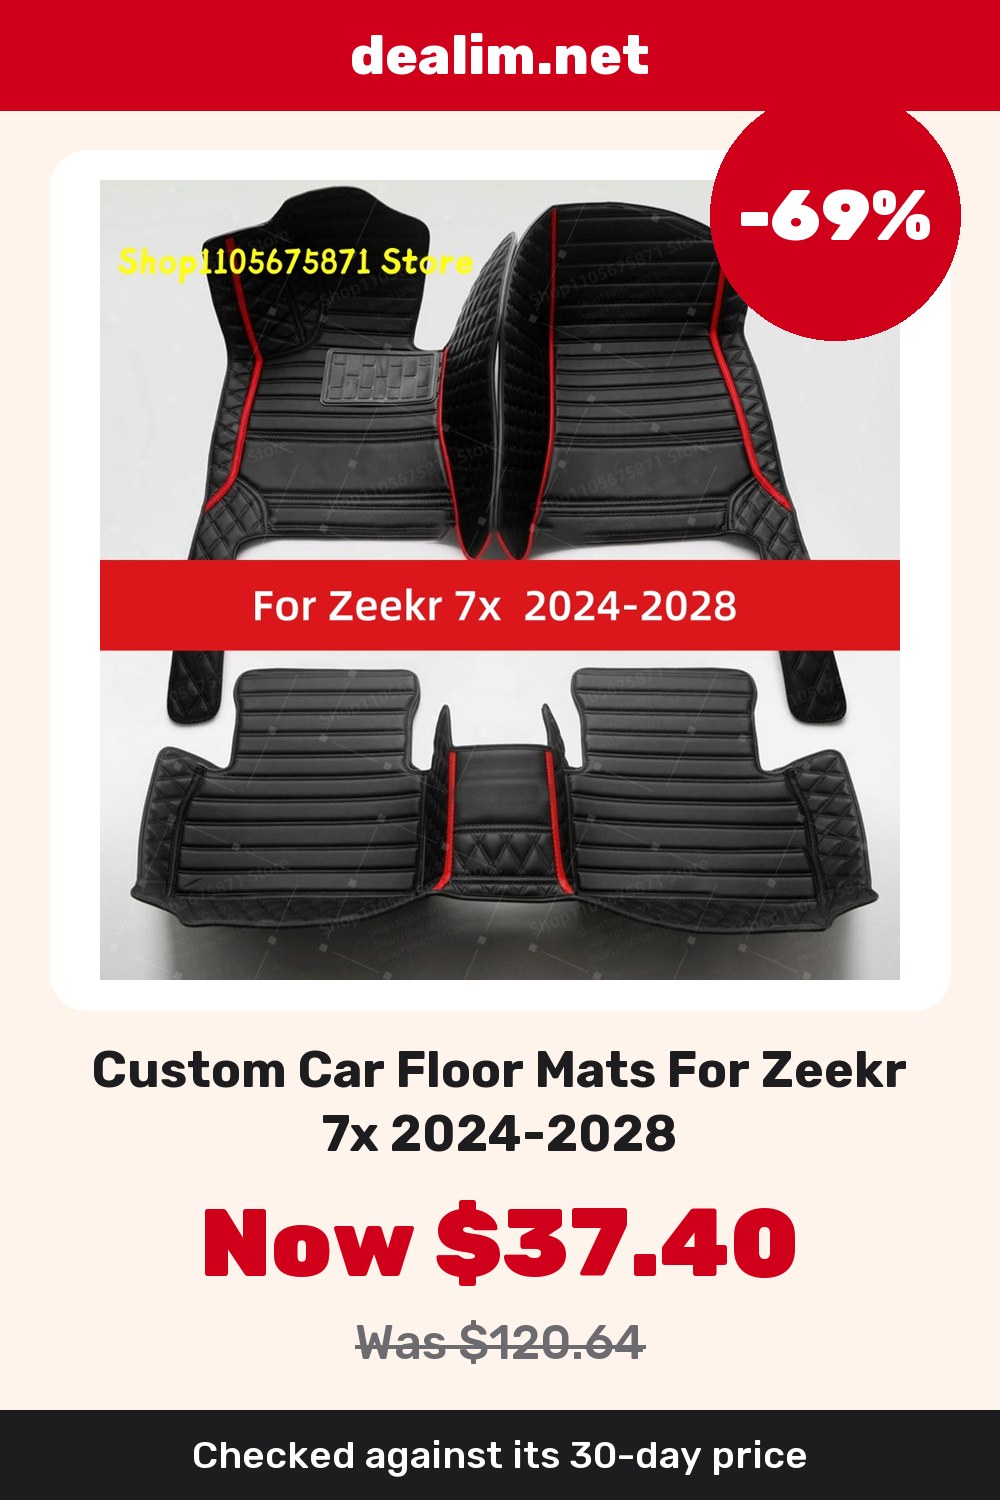 dealim.net
-69%
Shop1105675871 Store
For Zeekr 7x 2024-2028
Custom Car Floor Mats For Zeekr
7x 2024-2028
Now $37.40
Was $120.64
Checked against its 30-day price